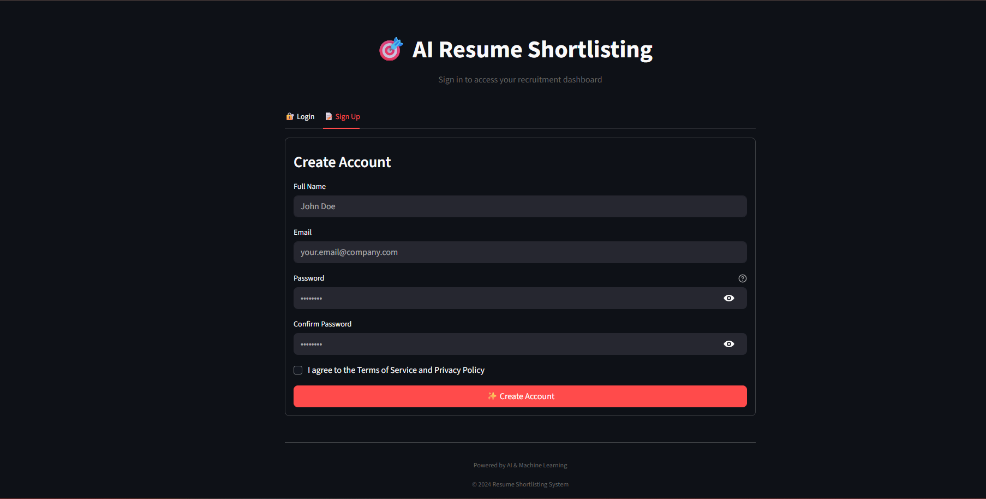 AI Resume Shortlisting
Sign in to access your recruitment dashboard
Login Sign Up
Create Account
Full Name
John Doe
Email
your.email@company.com
Password
••••••••
Confirm Password
••••••••
I agree to the Terms of Service and Privacy Policy
✨ Create Account
Powered by AI & Machine Learning
© 2024 Resume Shortlisting System